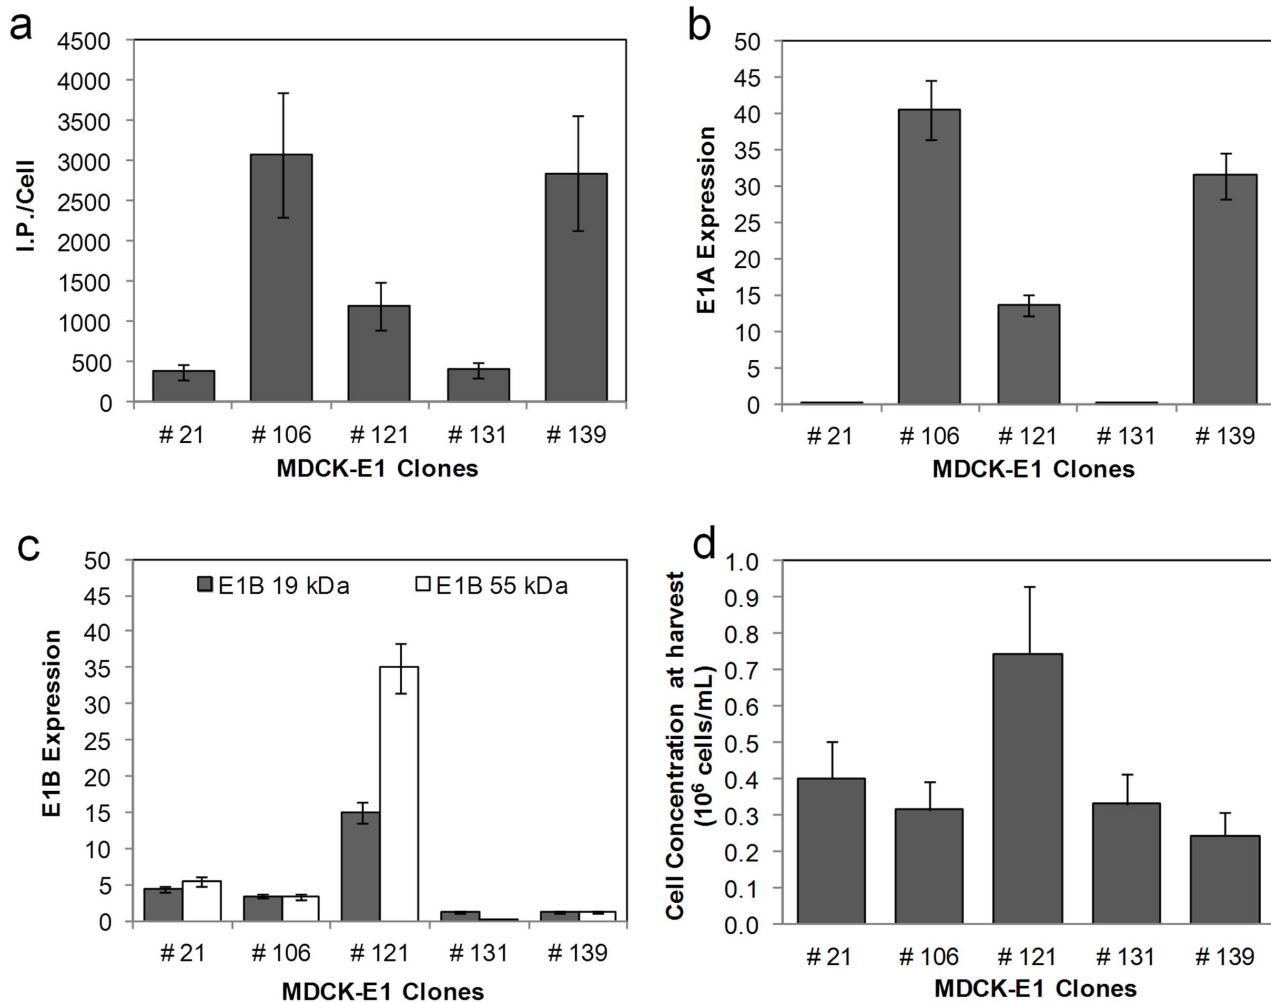 a
4500
4000
3500
3000
2500
2000
1500
1000
500
0
I.P./Cell
# 21 # 106 # 121 # 131 # 139
MDCK-E1 Clones
b
50
45
40
35
30
25
20
15
10
5
0
E1A Expression
# 21 # 106 # 121 # 131 # 139
MDCK-E1 Clones
c
50
45
40
35
30
25
20
15
10
5
0
E1B Expression
E1B 19 kDa E1B 55 kDa
# 21 # 106 # 121 # 131 # 139
MDCK-E1 Clones
d
1.0
0.9
0.8
0.7
0.6
0.5
0.4
0.3
0.2
0.1
0.0
Cell Concentration at harvest
(10⁶ cells/mL)
# 21 # 106 # 121 # 131 # 139
MDCK-E1 Clones